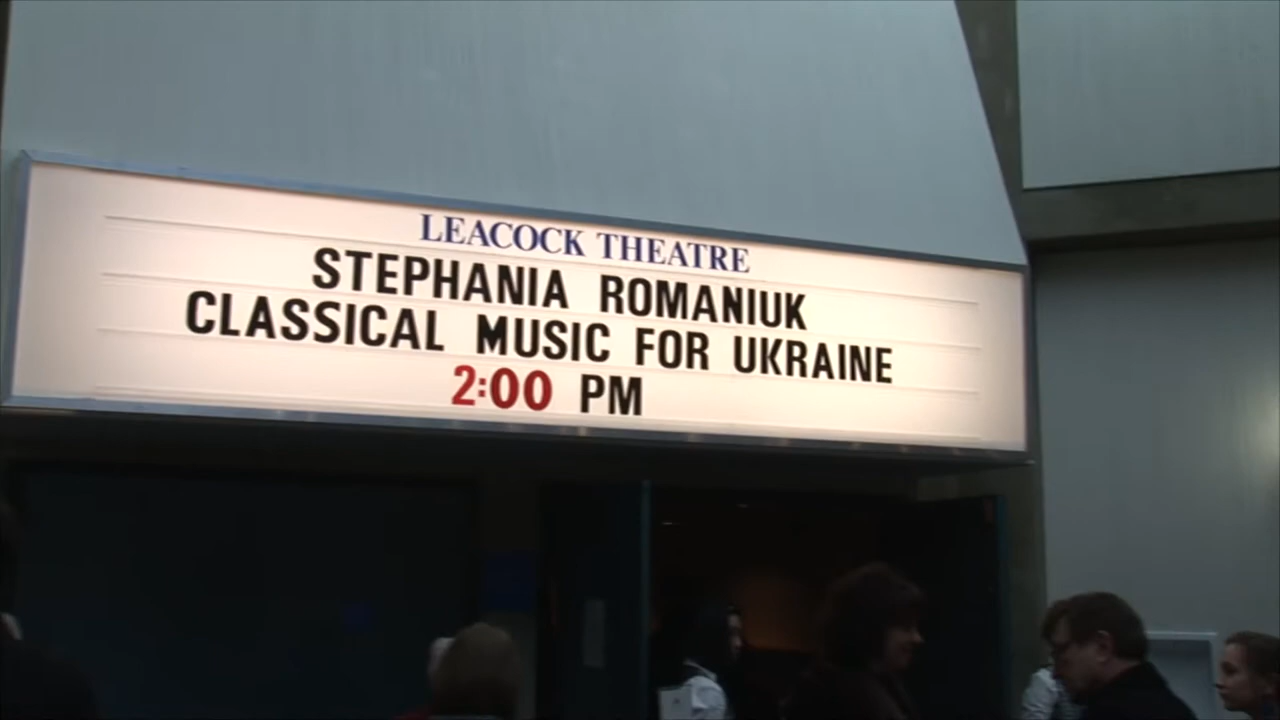 LEACOCK THEATRE
STEPHANIA ROMANIUK
CLASSICAL MUSIC FOR UKRAINE
2:00 PM